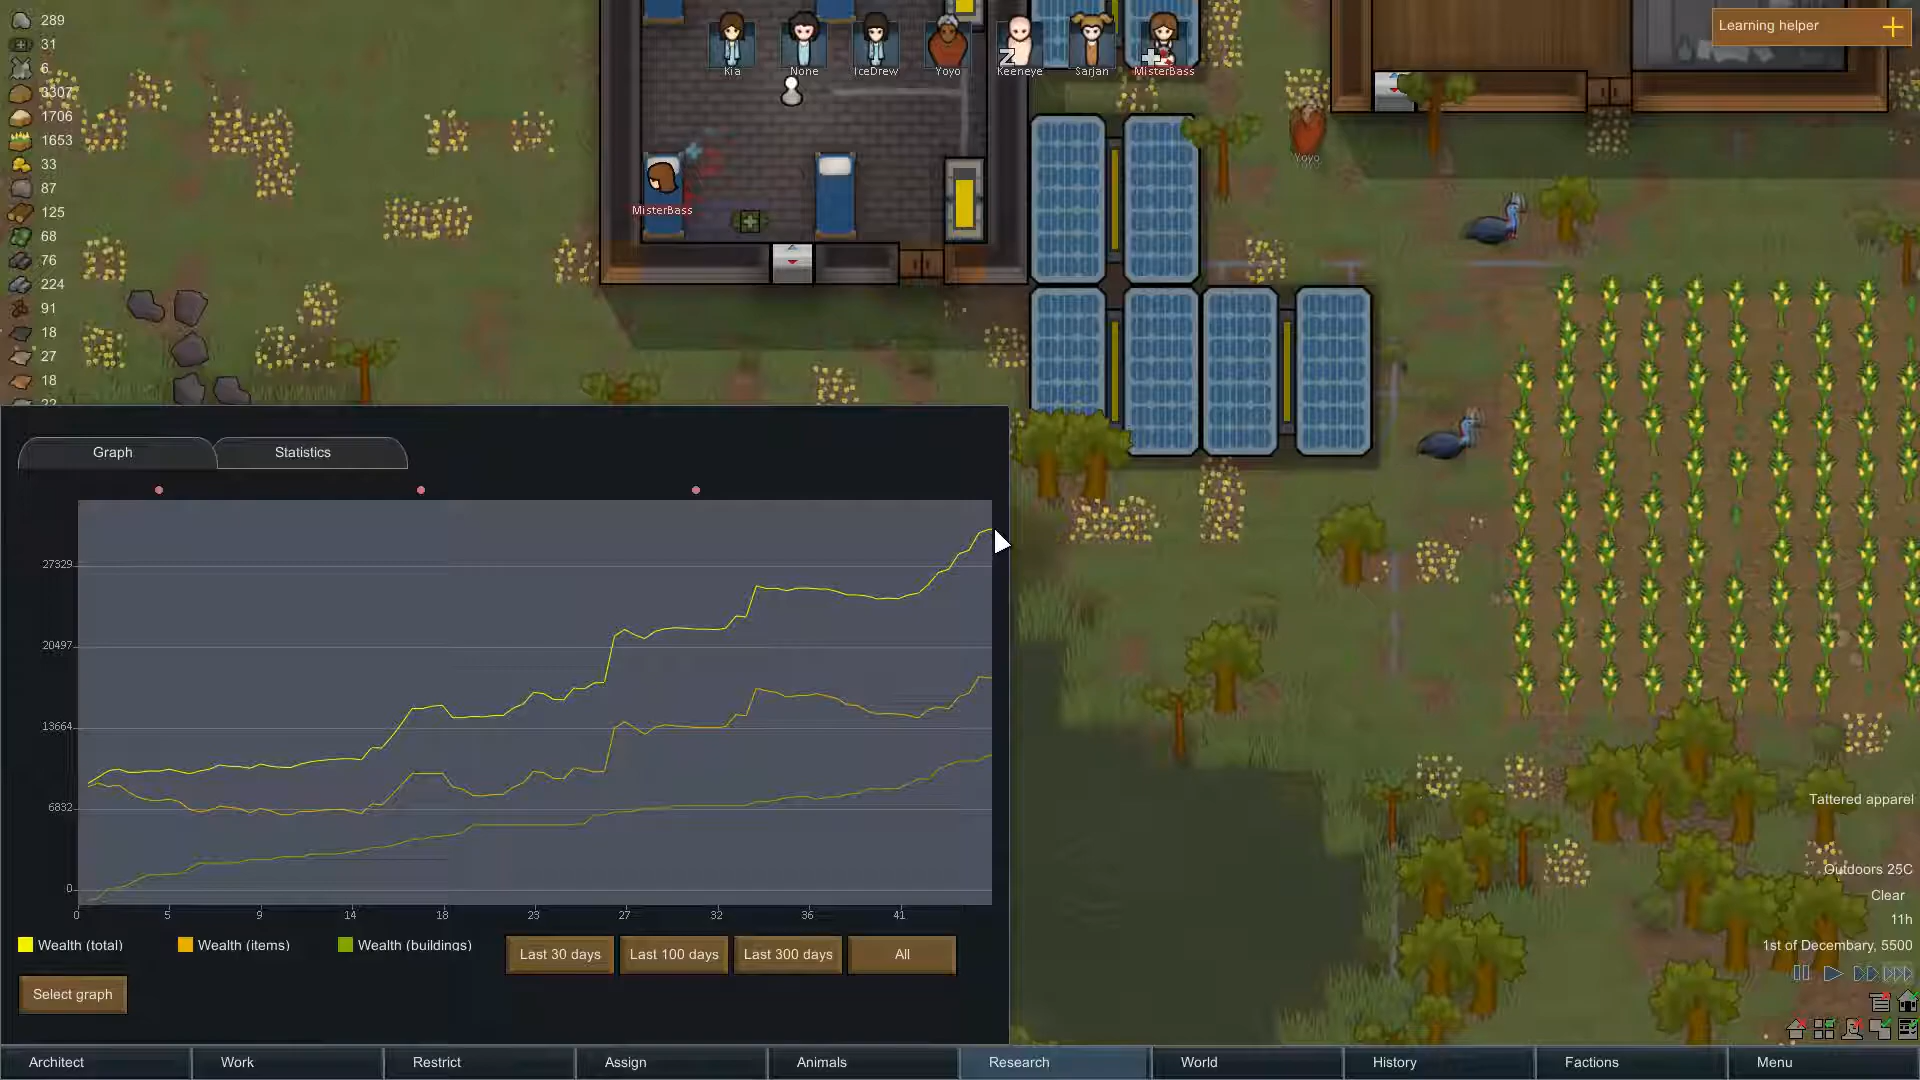 289
31
6
3307
1706
1653
33
87
125
68
76
224
91
18
27
18
22
Kia
None
IceDrew
Yoyo
Keeneye
Sarjan
MisterBass
Z
Learning helper
MisterBass
Yoyo
Graph
Statistics
27329
20497
13664
6832
0
0
5
9
14
18
23
27
32
36
41
Wealth (total)
Wealth (items)
Wealth (buildings)
Last 30 days
Last 100 days
Last 300 days
All
Select graph
Tattered apparel
Outdoors 25C
Clear
11h
1st of Decembary, 5500
Architect
Work
Restrict
Assign
Animals
Research
World
History
Factions
Menu